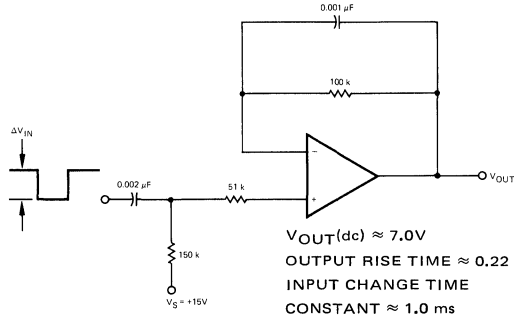 0.001 µF
100 k
ΔVIN
0.002 µF
51 k
−
+
VOUT
150 k
VS = +15V
VOUT(dc) ≈ 7.0V
OUTPUT RISE TIME ≈ 0.22
INPUT CHANGE TIME
CONSTANT ≈ 1.0 ms